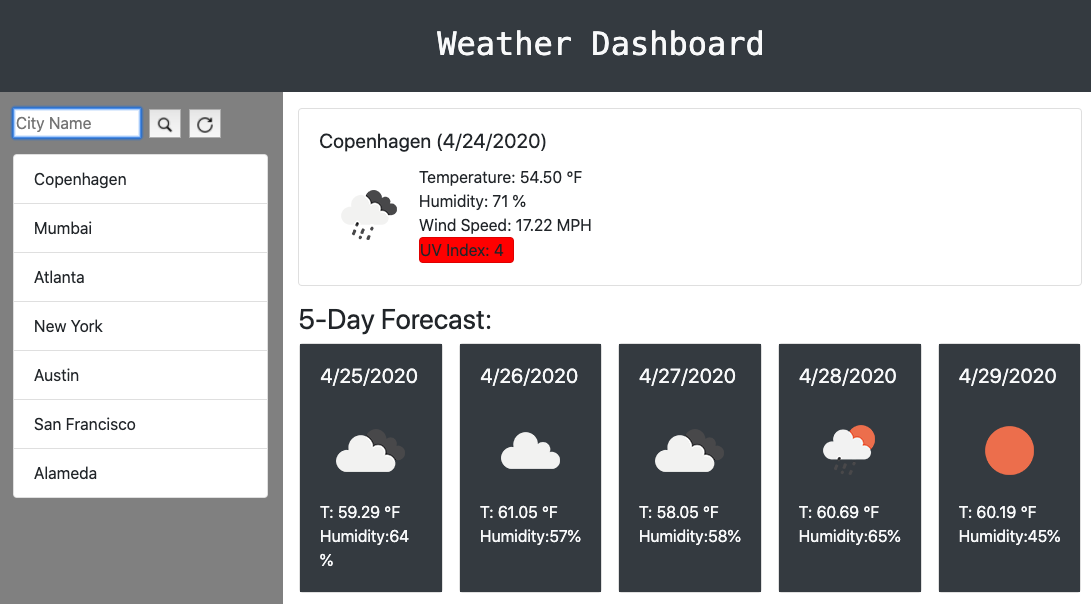 Weather Dashboard
City Name
Copenhagen
Mumbai
Atlanta
New York
Austin
San Francisco
Alameda
Copenhagen (4/24/2020)
Temperature: 54.50 °F
Humidity: 71 %
Wind Speed: 17.22 MPH
UV Index: 4
5-Day Forecast:
4/25/2020
T: 59.29 °F
Humidity:64
%
4/26/2020
T: 61.05 °F
Humidity:57%
4/27/2020
T: 58.05 °F
Humidity:58%
4/28/2020
T: 60.69 °F
Humidity:65%
4/29/2020
T: 60.19 °F
Humidity:45%